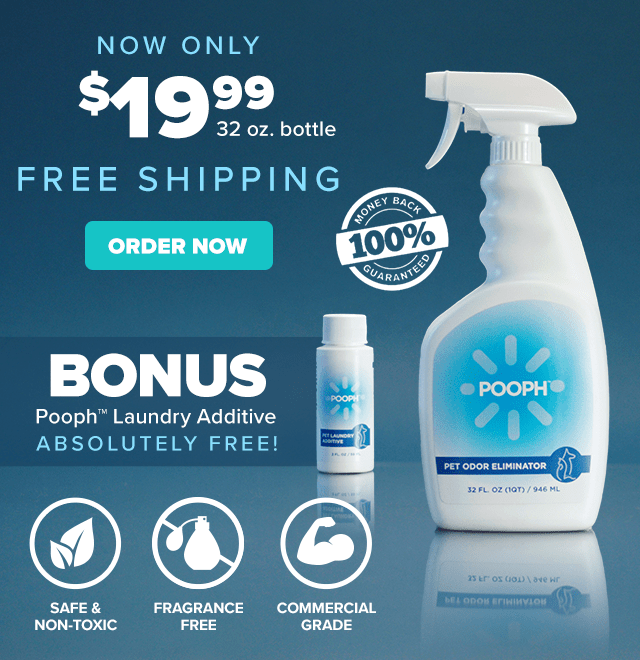 NOW ONLY
$19.99
32 oz. bottle
FREE SHIPPING
ORDER NOW
MONEY BACK
100%
GUARANTEED
BONUS
Pooph™ Laundry Additive
ABSOLUTELY FREE!
POOPH
PET LAUNDRY
ADDITIVE
POOPH™
PET ODOR ELIMINATOR
32 FL. OZ (1QT) / 946 ML
SAFE &
NON-TOXIC
FRAGRANCE
FREE
COMMERCIAL
GRADE